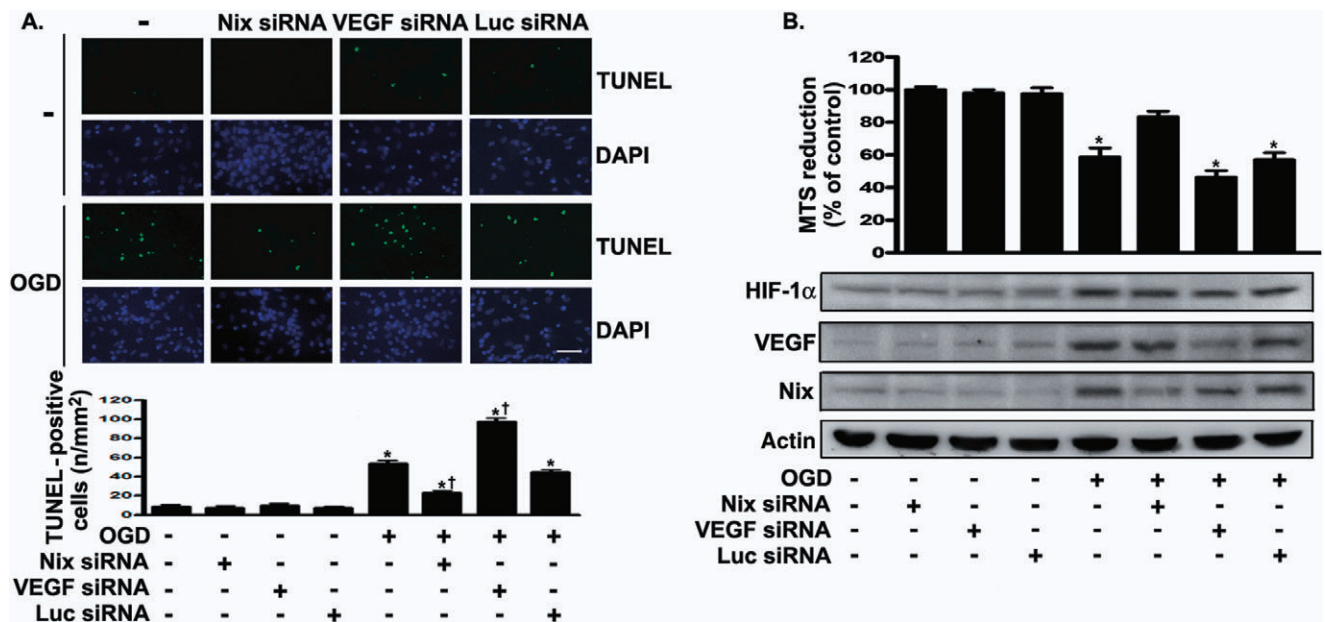 A.
- Nix siRNA VEGF siRNA Luc siRNA
- TUNEL
DAPI
OGD TUNEL
DAPI
TUNEL-positive
cells (n/mm²)
120
100
80
60
40
20
0
* *† *† *
OGD - - - - + + + +
Nix siRNA - + - - - + - -
VEGF siRNA - - + - - - + -
Luc siRNA - - - + - - - +
B.
MTS reduction
(% of control)
120
100
80
60
40
20
0
* * *
HIF-1α
VEGF
Nix
Actin
OGD - - - - + + + +
Nix siRNA - + - - - + - -
VEGF siRNA - - + - - - + -
Luc siRNA - - - + - - - +